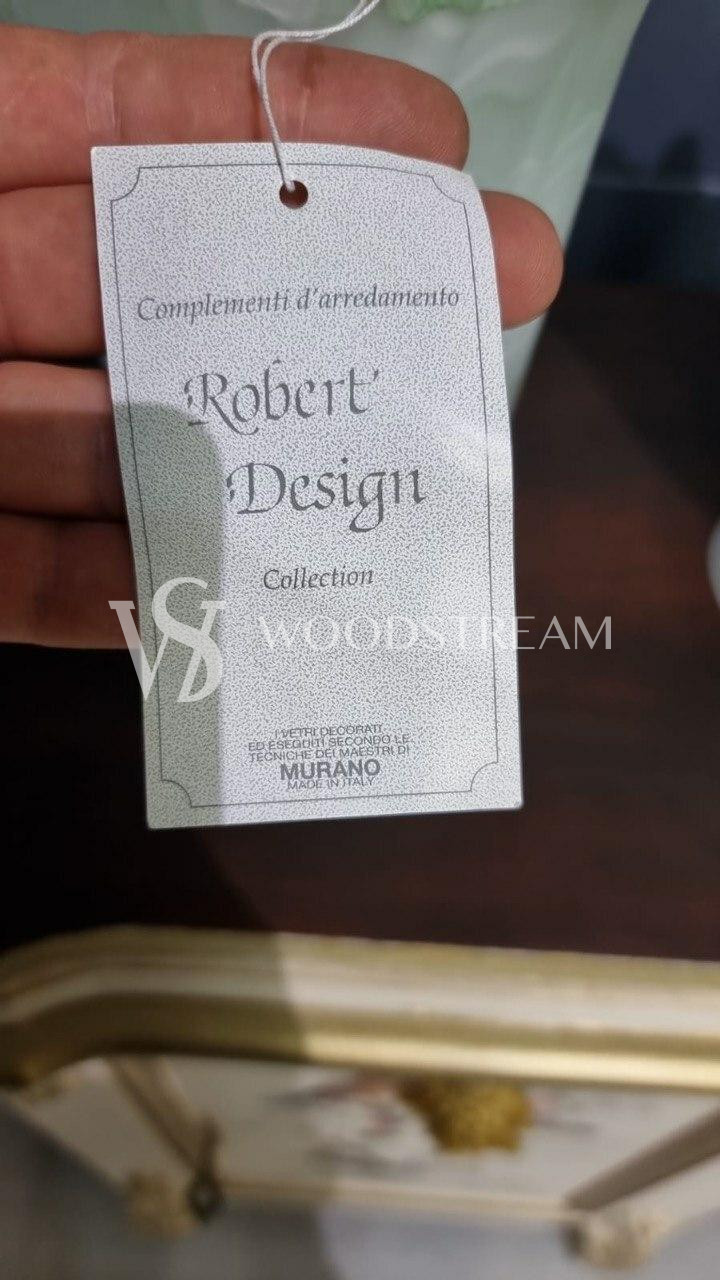 Complementi d'arredamento
Robert
Design
Collection
WS WOODSTREAM
I VETRI DECORATI
ED ESEGUITI SECONDO LE
TECNICHE DEI MAESTRI DI
MURANO
MADE IN ITALY